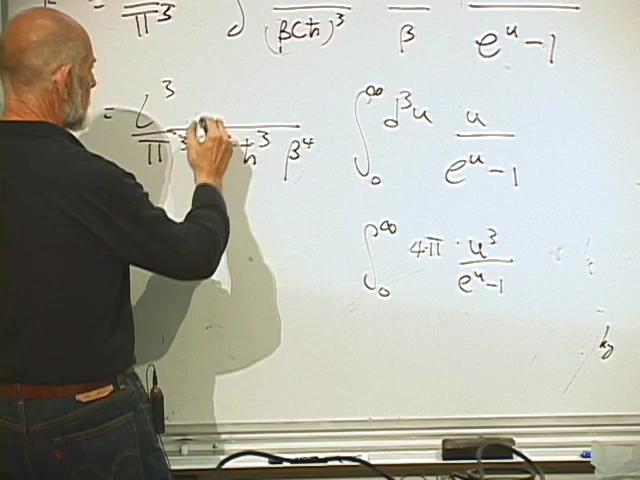 = π³ ∫ (βcħ)³ β e^u - 1
= L³ π³ ħ³ β⁴ ∫₀^∞ d³u u / (e^u - 1)
∫₀^∞ 4π · u³ / (e^u - 1)